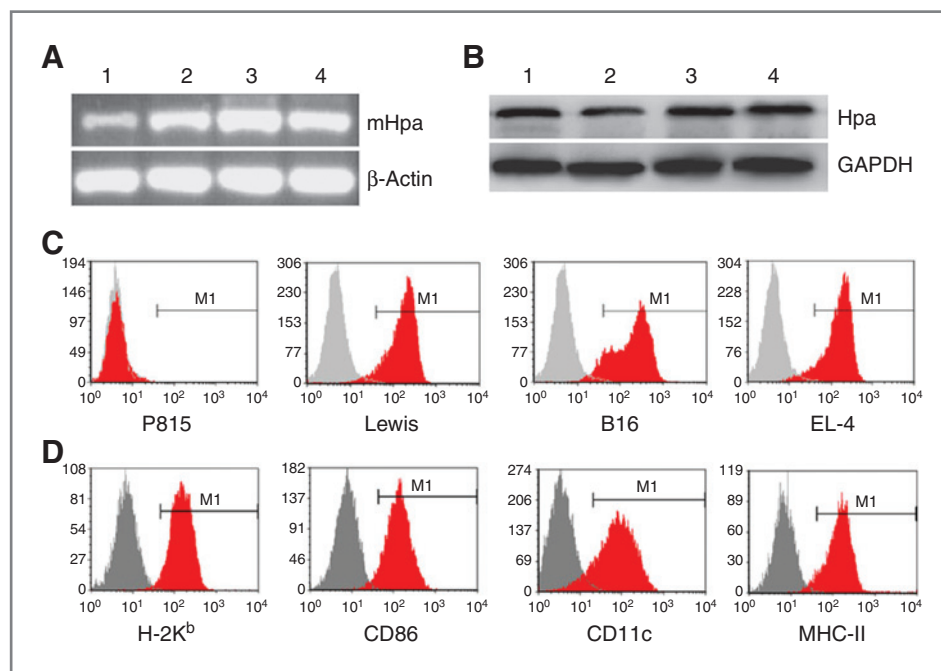 A
1 2 3 4
mHpa
β-Actin
B
1 2 3 4
Hpa
GAPDH
C
194
146
97
49
0
M1
10⁰ 10¹ 10² 10³ 10⁴
P815
306
230
153
77
0
M1
10⁰ 10¹ 10² 10³ 10⁴
Lewis
306
230
153
77
0
M1
10⁰ 10¹ 10² 10³ 10⁴
B16
304
228
152
76
0
M1
10⁰ 10¹ 10² 10³ 10⁴
EL-4
D
108
81
54
27
0
M1
10⁰ 10¹ 10² 10³ 10⁴
H-2Kᵇ
182
137
91
46
0
M1
10⁰ 10¹ 10² 10³ 10⁴
CD86
274
206
137
69
0
M1
10⁰ 10¹ 10² 10³ 10⁴
CD11c
119
89
60
30
0
M1
10⁰ 10¹ 10² 10³ 10⁴
MHC-II